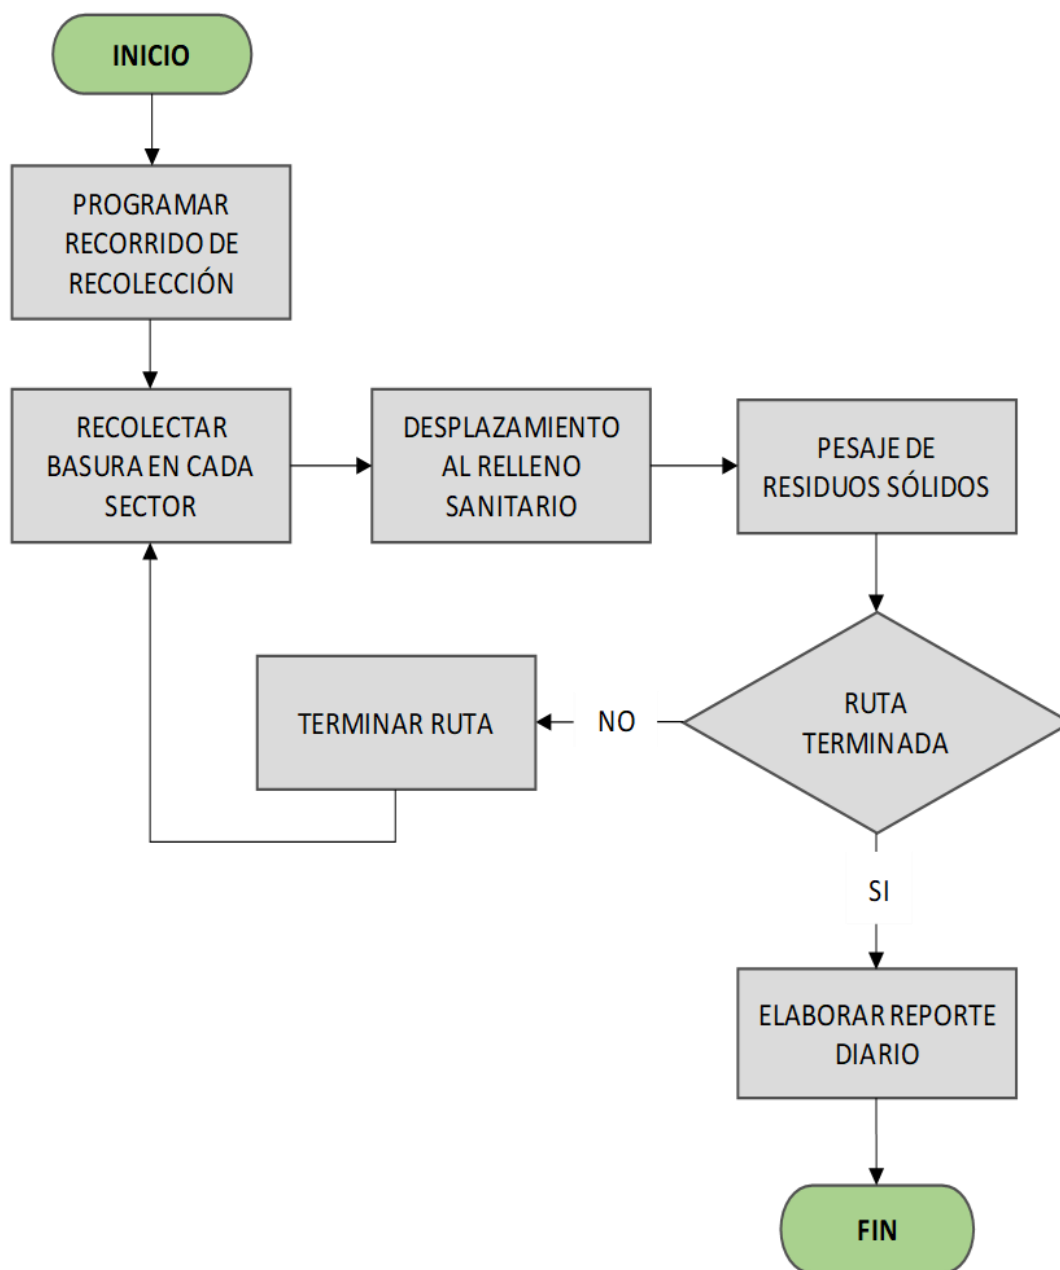 INICIO
PROGRAMAR
RECORRIDO DE
RECOLECCIÓN
RECOLECTAR
BASURA EN CADA
SECTOR
DESPLAZAMIENTO
AL RELLENO
SANITARIO
PESAJE DE
RESIDUOS SÓLIDOS
RUTA
TERMINADA
NO
TERMINAR RUTA
SI
ELABORAR REPORTE
DIARIO
FIN